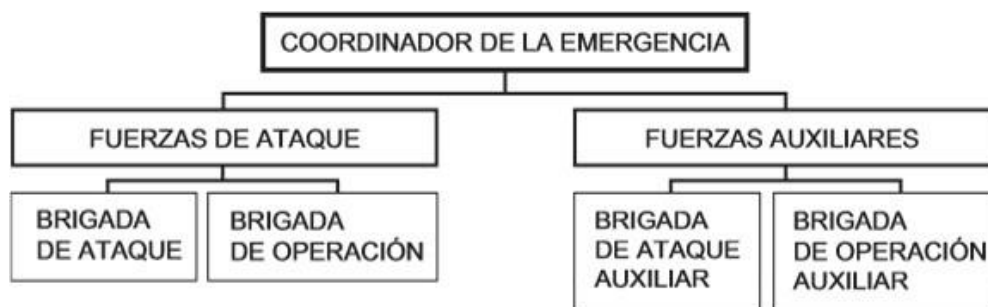 COORDINADOR DE LA EMERGENCIA
FUERZAS DE ATAQUE
FUERZAS AUXILIARES
BRIGADA
DE ATAQUE
BRIGADA
DE OPERACIÓN
BRIGADA
DE ATAQUE
AUXILIAR
BRIGADA
DE OPERACIÓN
AUXILIAR